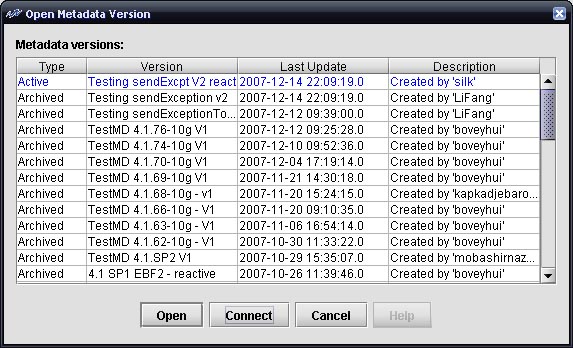 Open Metadata Version
Metadata versions:
Type Version Last Update Description
Active Testing sendExcpt V2 react 2007-12-14 22:09:19.0 Created by 'silk'
Archived Testing sendException v2 2007-12-14 22:09:19.0 Created by 'LiFang'
Archived Testing sendExceptionTo... 2007-12-12 09:39:00.0 Created by 'LiFang'
Archived TestMD 4.1.76-10g V1 2007-12-12 09:25:28.0 Created by 'boveyhui'
Archived TestMD 4.1.74-10g V1 2007-12-10 09:52:36.0 Created by 'boveyhui'
Archived TestMD 4.1.70-10g V1 2007-12-04 17:19:14.0 Created by 'boveyhui'
Archived TestMD 4.1.69-10g V1 2007-11-21 14:30:18.0 Created by 'boveyhui'
Archived TestMD 4.1.68-10g - v1 2007-11-20 15:24:15.0 Created by 'kapkadjebaro...
Archived TestMD 4.1.66-10g - V1 2007-11-20 09:10:35.0 Created by 'boveyhui'
Archived TestMD 4.1.63-10g - V1 2007-11-06 16:54:14.0 Created by 'boveyhui'
Archived TestMD 4.1.62-10g - V1 2007-10-30 11:33:22.0 Created by 'boveyhui'
Archived TestMD 4.1.SP2 V1 2007-10-29 15:35:07.0 Created by 'mobashirnaz...
Archived 4.1 SP1 EBF2 - reactive 2007-10-26 11:39:46.0 Created by 'boveyhui'
Open Connect Cancel Help